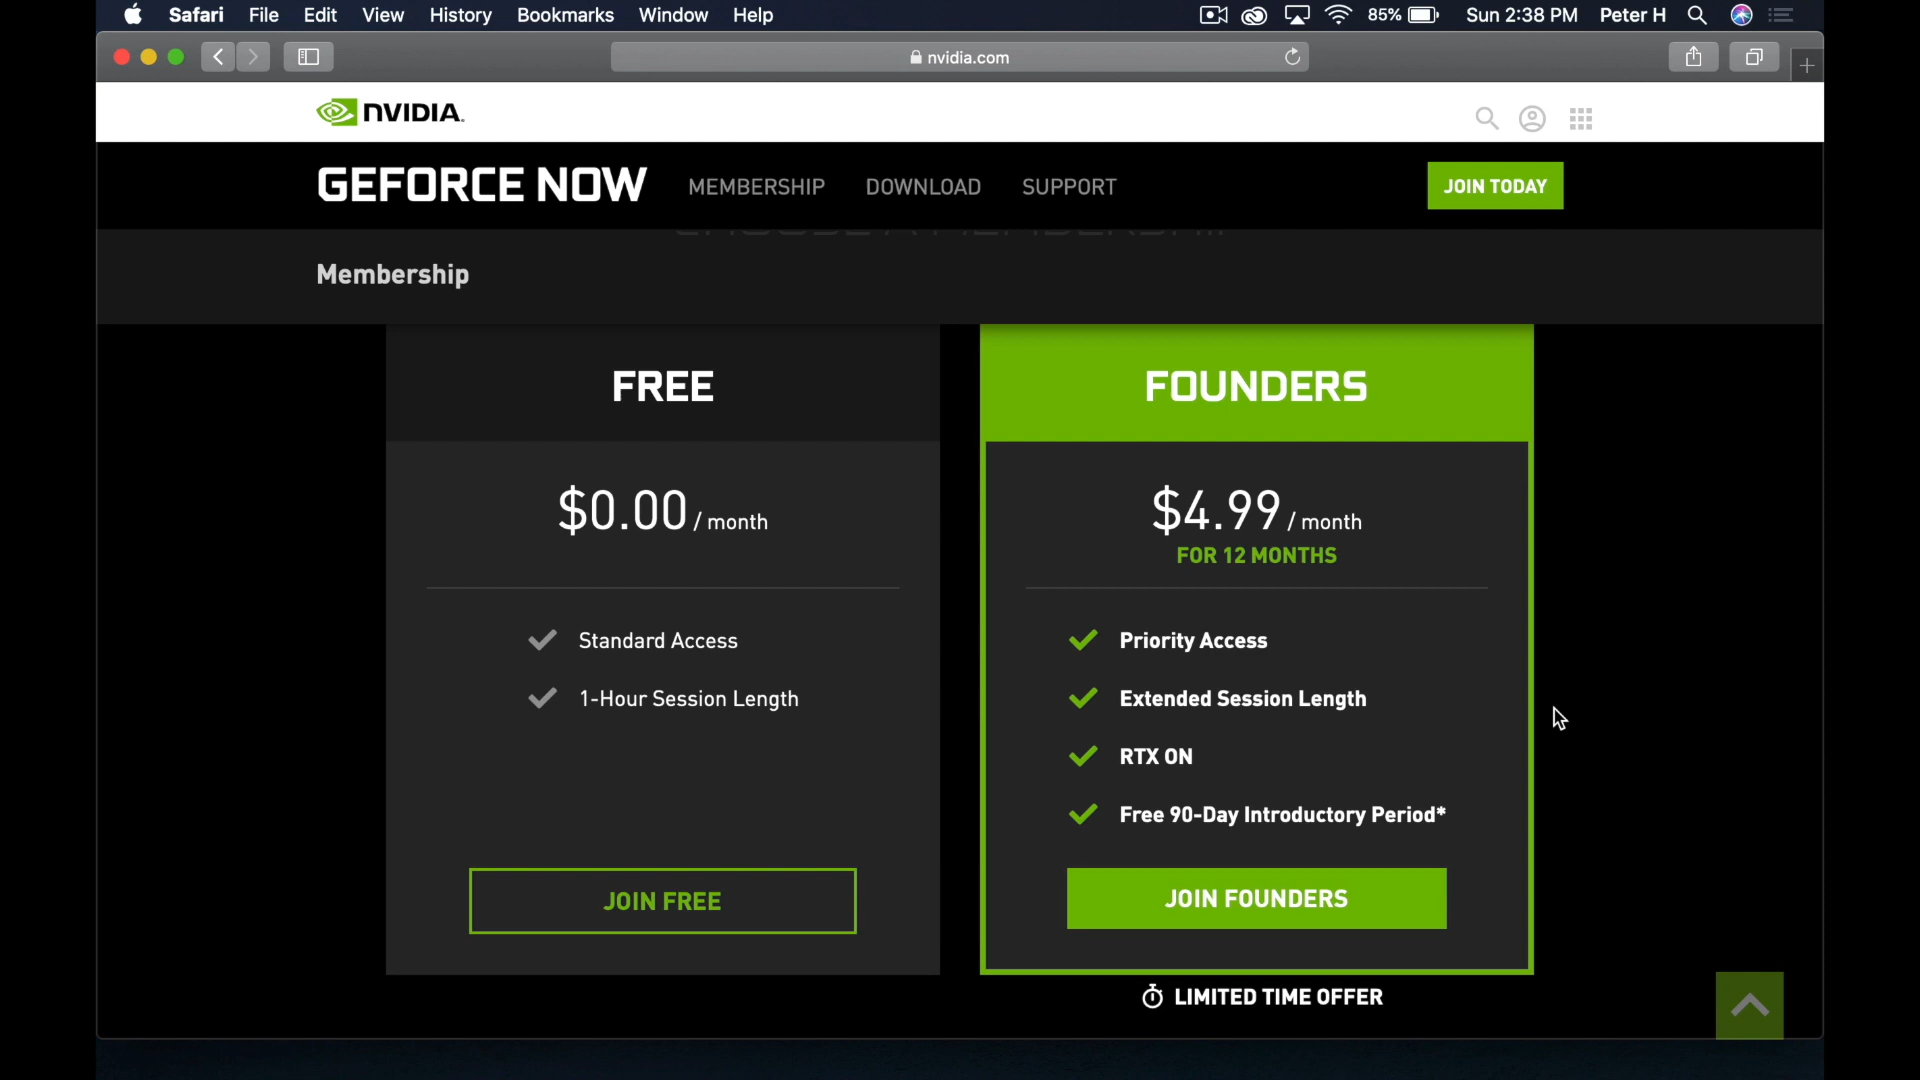 Safari File Edit View History Bookmarks Window Help 85% Sun 2:38 PM Peter H
nvidia.com
NVIDIA.
GEFORCE NOW MEMBERSHIP DOWNLOAD SUPPORT JOIN TODAY
CHOOSE A MEMBERSHIP
Membership
FREE
$0.00 / month
Standard Access
1-Hour Session Length
JOIN FREE
FOUNDERS
$4.99 / month
FOR 12 MONTHS
Priority Access
Extended Session Length
RTX ON
Free 90-Day Introductory Period*
JOIN FOUNDERS
LIMITED TIME OFFER